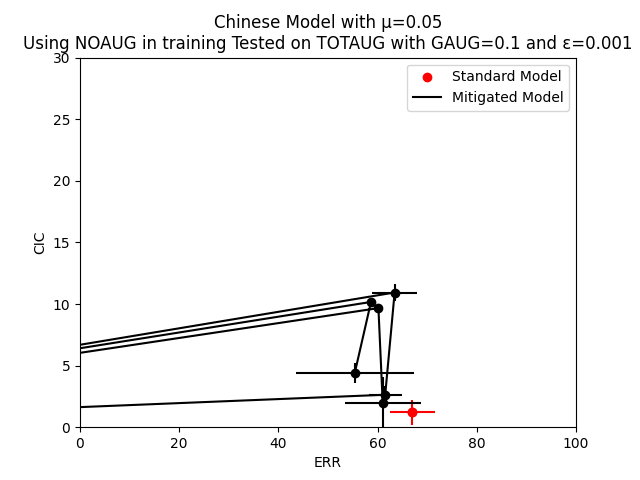 Chinese Model with μ=0.05
Using NOAUG in training Tested on TOTAUG with GAUG=0.1 and ε=0.001
Standard Model
Mitigated Model
CIC
30
25
20
15
10
5
0
0 20 40 60 80 100
ERR